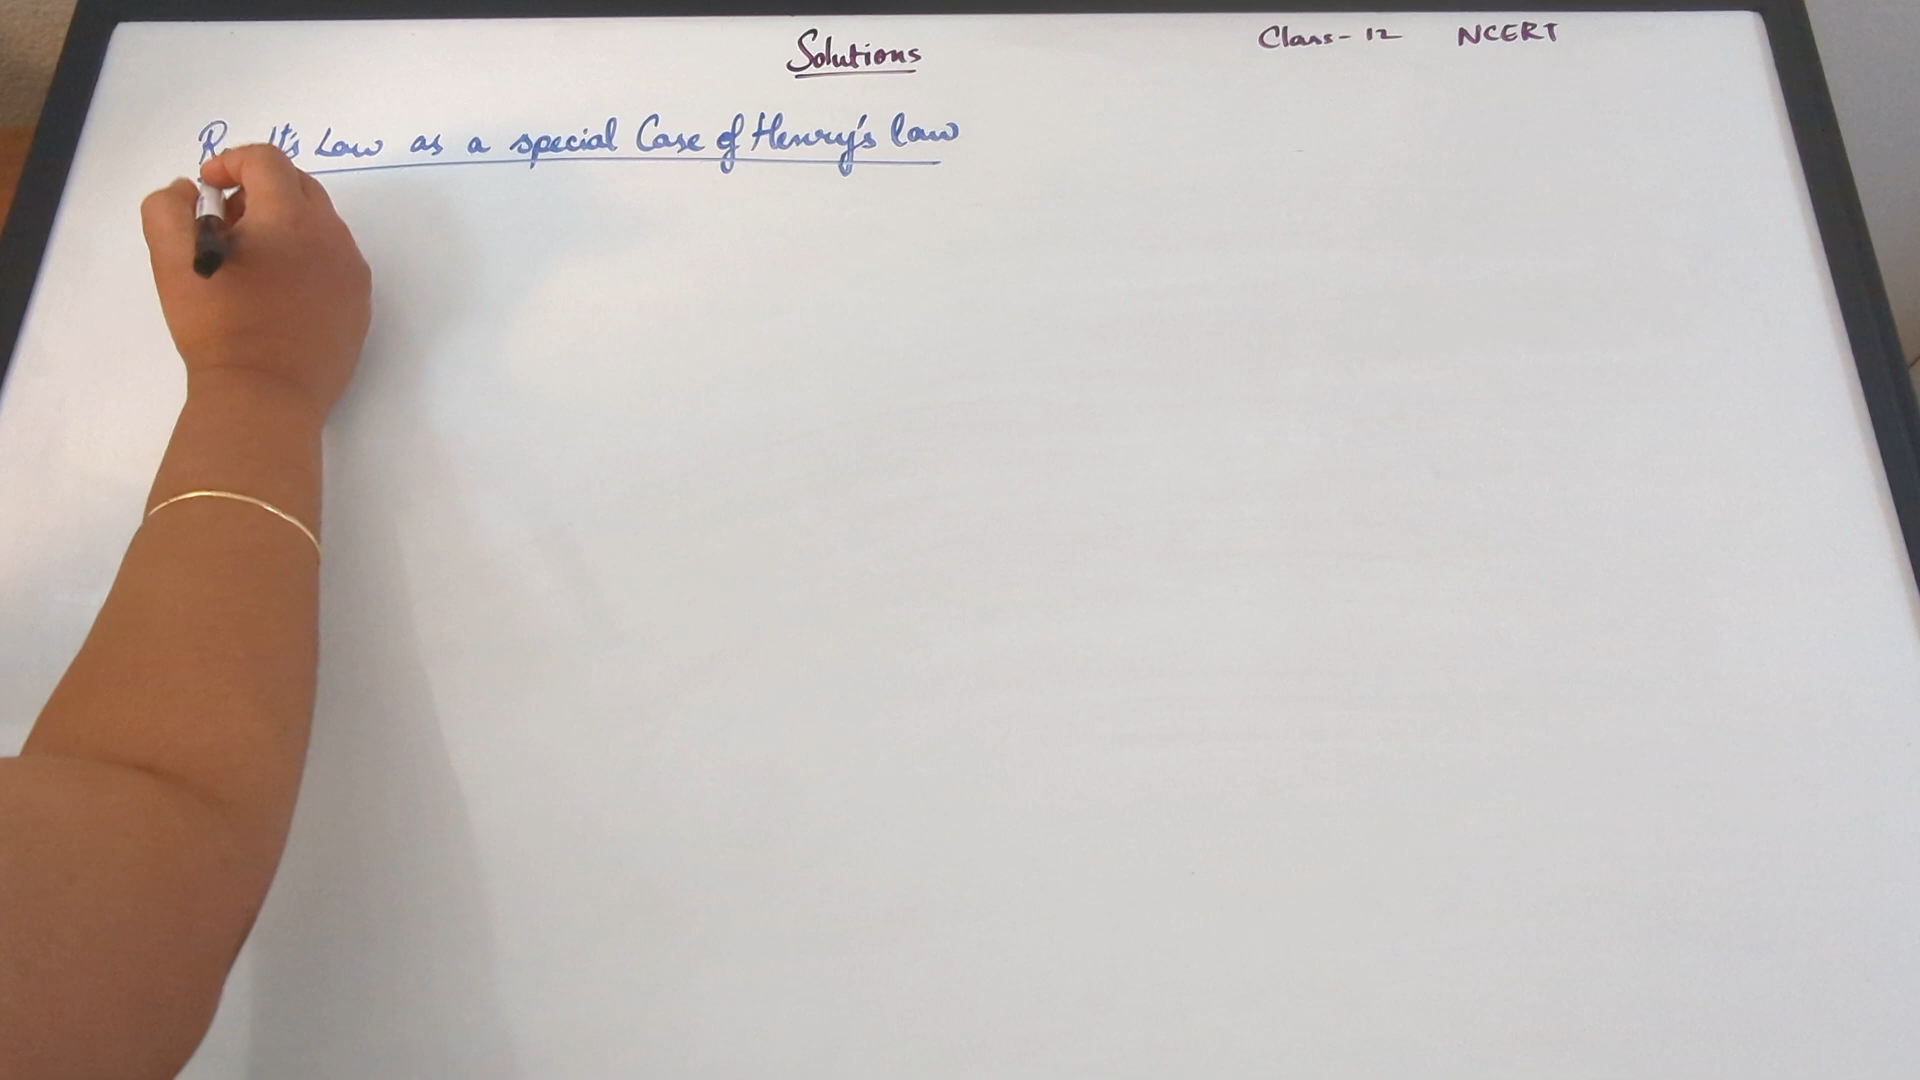 Solutions
Class-12 NCERT
Law as a special Case of Henry's law